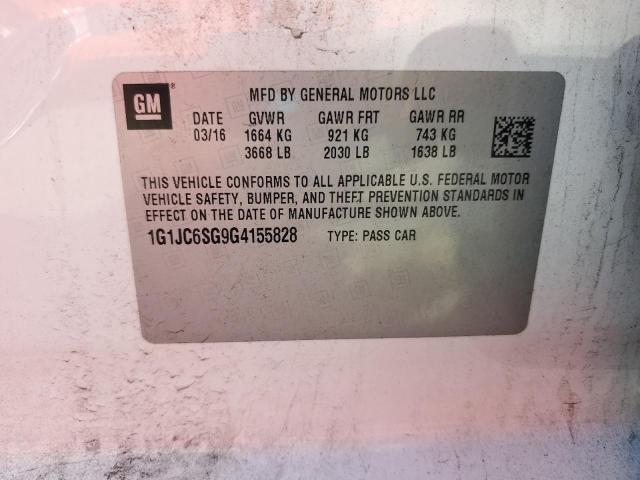 GM
MFD BY GENERAL MOTORS LLC
DATE GVWR GAWR FRT GAWR RR
03/16 1664 KG 921 KG 743 KG
3668 LB 2030 LB 1638 LB
THIS VEHICLE CONFORMS TO ALL APPLICABLE U.S. FEDERAL MOTOR
VEHICLE SAFETY, BUMPER, AND THEFT PREVENTION STANDARDS IN
EFFECT ON THE DATE OF MANUFACTURE SHOWN ABOVE.
1G1JC6SG9G4155828 TYPE: PASS CAR